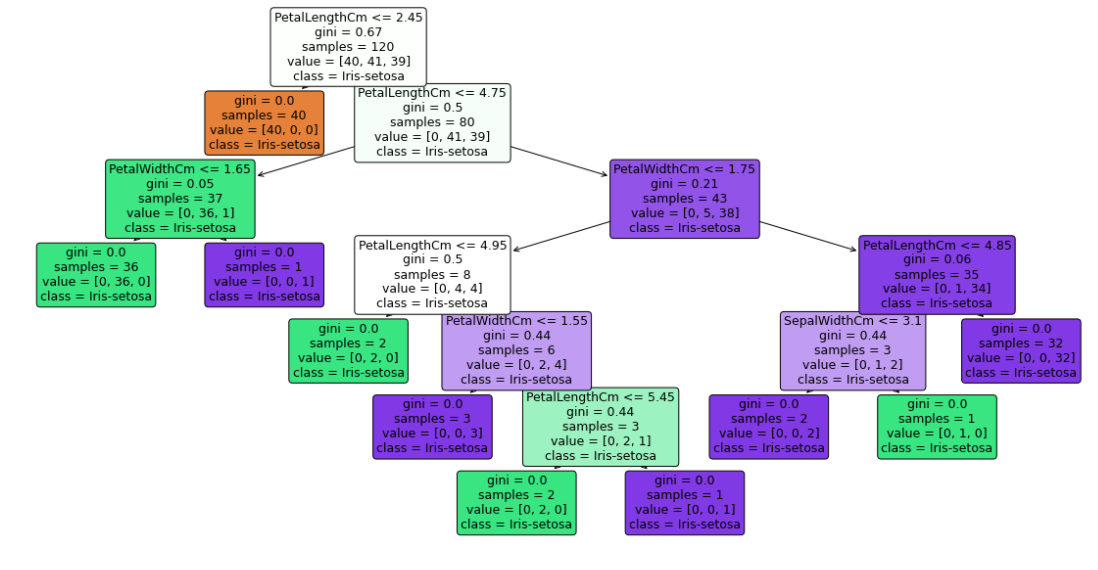 PetalLengthCm <= 2.45
gini = 0.67
samples = 120
value = [40, 41, 39]
class = Iris-setosa
gini = 0.0
samples = 40
value = [40, 0, 0]
class = Iris-setosa
PetalLengthCm <= 4.75
gini = 0.5
samples = 80
value = [0, 41, 39]
class = Iris-setosa
PetalWidthCm <= 1.65
gini = 0.05
samples = 37
value = [0, 36, 1]
class = Iris-setosa
PetalWidthCm <= 1.75
gini = 0.21
samples = 43
value = [0, 5, 38]
class = Iris-setosa
gini = 0.0
samples = 36
value = [0, 36, 0]
class = Iris-setosa
gini = 0.0
samples = 1
value = [0, 0, 1]
class = Iris-setosa
PetalLengthCm <= 4.95
gini = 0.5
samples = 8
value = [0, 4, 4]
class = Iris-setosa
PetalLengthCm <= 4.85
gini = 0.06
samples = 35
value = [0, 1, 34]
class = Iris-setosa
gini = 0.0
samples = 2
value = [0, 2, 0]
class = Iris-setosa
PetalWidthCm <= 1.55
gini = 0.44
samples = 6
value = [0, 2, 4]
class = Iris-setosa
SepalWidthCm <= 3.1
gini = 0.44
samples = 3
value = [0, 1, 2]
class = Iris-setosa
gini = 0.0
samples = 32
value = [0, 0, 32]
class = Iris-setosa
gini = 0.0
samples = 3
value = [0, 0, 3]
class = Iris-setosa
PetalLengthCm <= 5.45
gini = 0.44
samples = 3
value = [0, 2, 1]
class = Iris-setosa
gini = 0.0
samples = 2
value = [0, 0, 2]
class = Iris-setosa
gini = 0.0
samples = 1
value = [0, 1, 0]
class = Iris-setosa
gini = 0.0
samples = 2
value = [0, 2, 0]
class = Iris-setosa
gini = 0.0
samples = 1
value = [0, 0, 1]
class = Iris-setosa